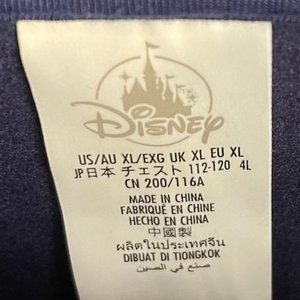 Disney
US/AU XL/EXG UK XL EU XL
JP日本 チェスト 112-120 4L
CN 200/116A
MADE IN CHINA
FABRIQUÉ EN CHINE
HECHO EN CHINA
中國製
ผลิตในประเทศจีน
DIBUAT DI TIONGKOK
صنع في الصين